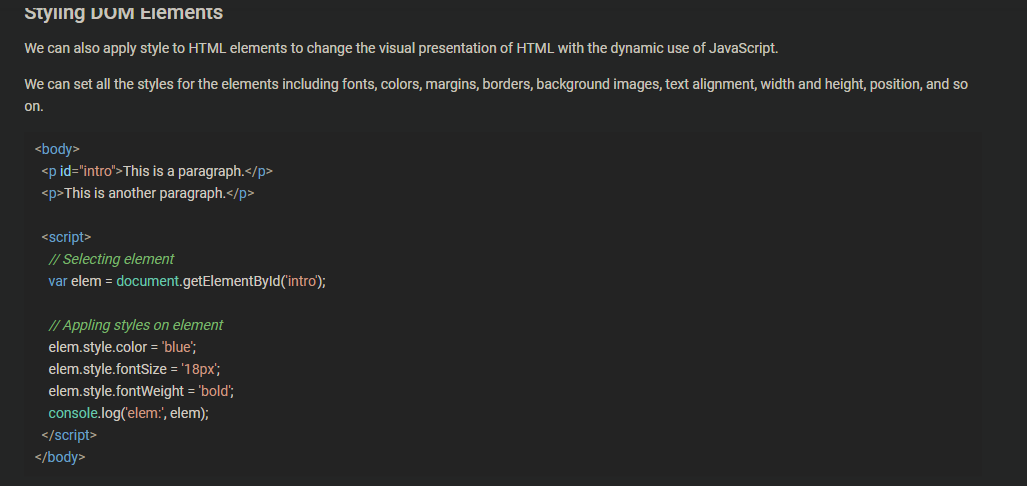 Styling DOM Elements
We can also apply style to HTML elements to change the visual presentation of HTML with the dynamic use of JavaScript.
We can set all the styles for the elements including fonts, colors, margins, borders, background images, text alignment, width and height, position, and so
on.
<body>
<p id="intro">This is a paragraph.</p>
<p>This is another paragraph.</p>
<script>
// Selecting element
var elem = document.getElementById('intro');
// Appling styles on element
elem.style.color = 'blue';
elem.style.fontSize = '18px';
elem.style.fontWeight = 'bold';
console.log('elem:', elem);
</script>
</body>